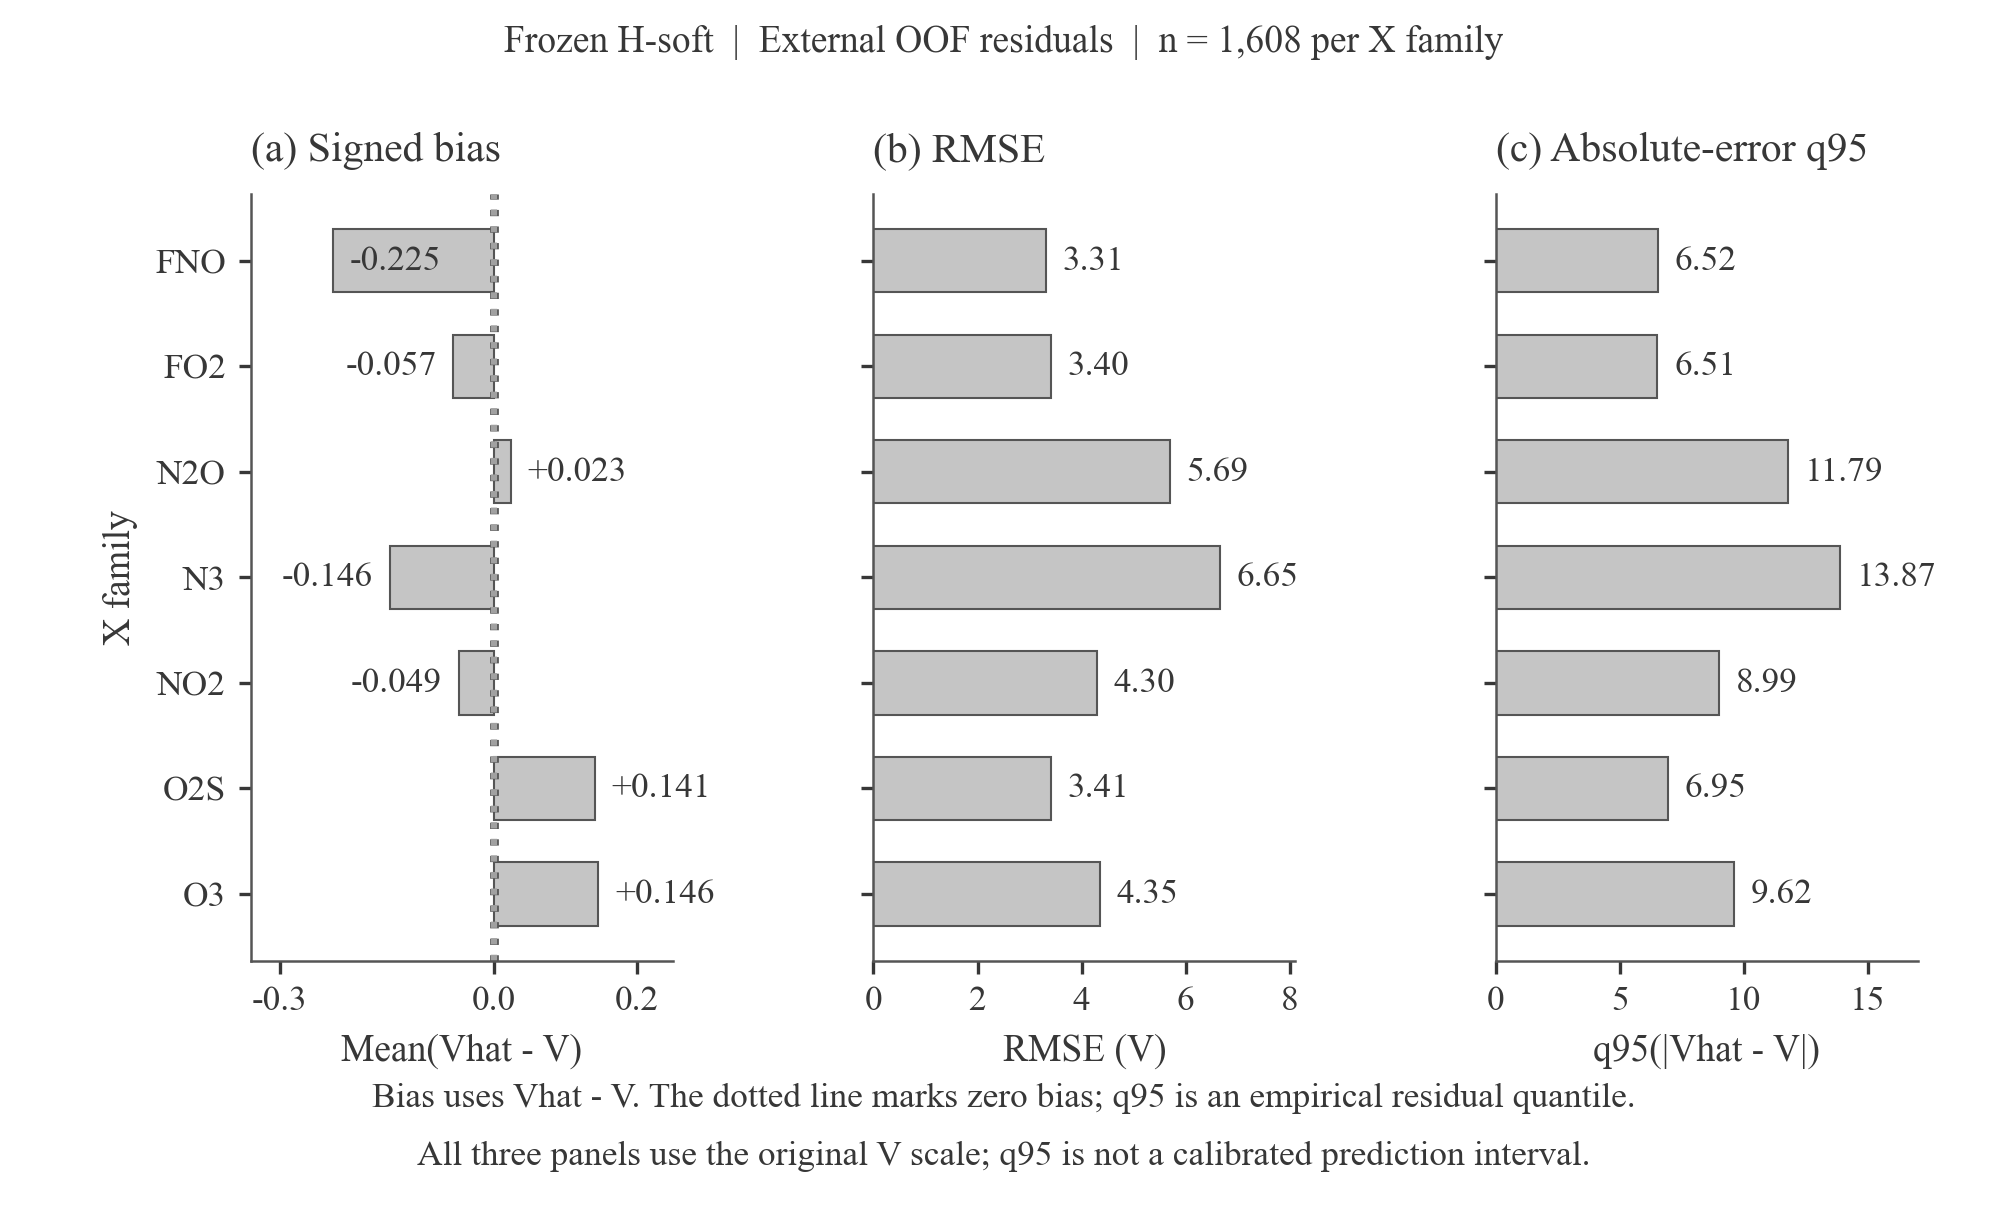 Frozen H-soft | External OOF residuals | n = 1,608 per X family
(a) Signed bias
(b) RMSE
(c) Absolute-error q95
X family
FNO
-0.225
3.31
6.52
FO2
-0.057
3.40
6.51
N2O
+0.023
5.69
11.79
N3
-0.146
6.65
13.87
NO2
-0.049
4.30
8.99
O2S
+0.141
3.41
6.95
O3
+0.146
4.35
9.62
-0.3 0.0 0.2
0 2 4 6 8
0 5 10 15
Mean(Vhat - V)
RMSE (V)
q95(|Vhat - V|)
Bias uses Vhat - V. The dotted line marks zero bias; q95 is an empirical residual quantile.
All three panels use the original V scale; q95 is not a calibrated prediction interval.